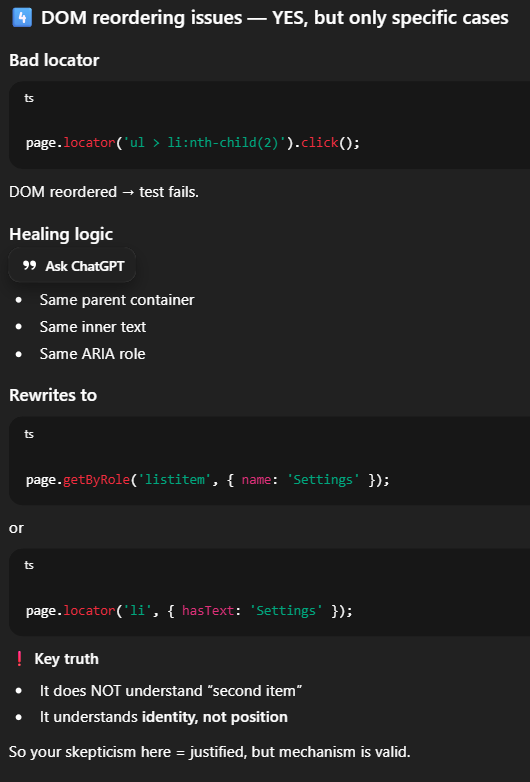 4 DOM reordering issues — YES, but only specific cases
Bad locator
ts
page.locator('ul > li:nth-child(2)').click();
DOM reordered → test fails.
Healing logic
Ask ChatGPT
• Same parent container
• Same inner text
• Same ARIA role
Rewrites to
ts
page.getByRole('listitem', { name: 'Settings' });
or
ts
page.locator('li', { hasText: 'Settings' });
❗ Key truth
• It does NOT understand “second item”
• It understands identity, not position
So your skepticism here = justified, but mechanism is valid.